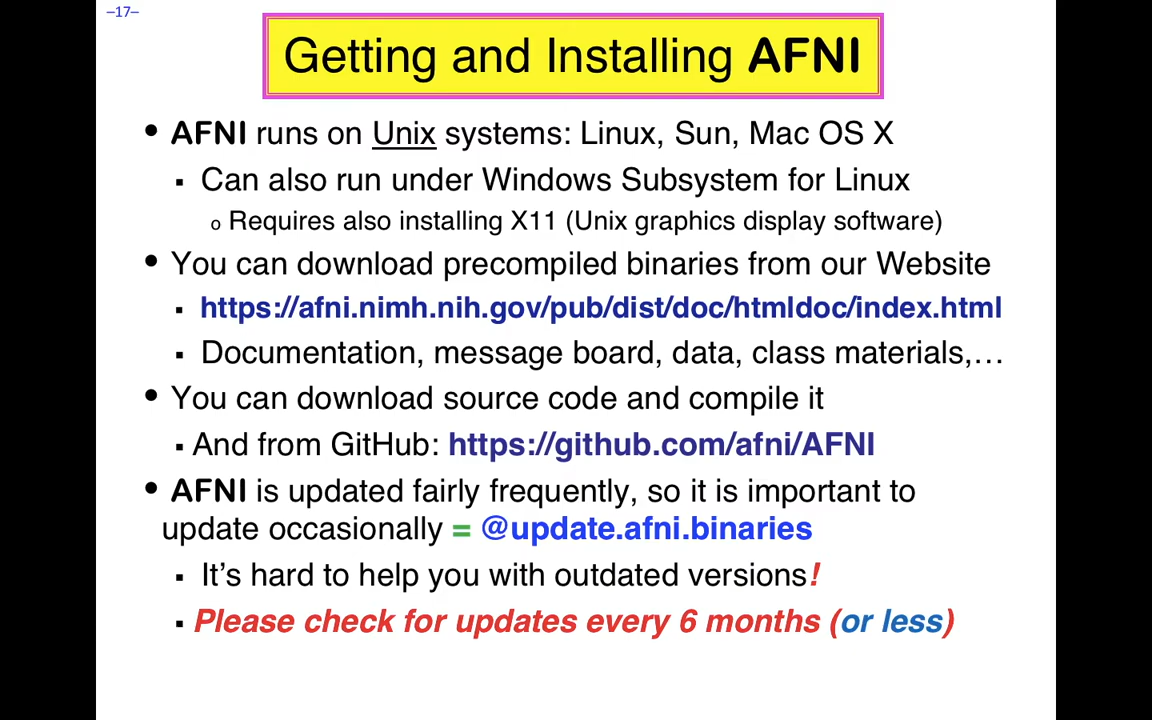 –17–
Getting and Installing AFNI
• AFNI runs on Unix systems: Linux, Sun, Mac OS X
▪ Can also run under Windows Subsystem for Linux
o Requires also installing X11 (Unix graphics display software)
• You can download precompiled binaries from our Website
▪ https://afni.nimh.nih.gov/pub/dist/doc/htmldoc/index.html
▪ Documentation, message board, data, class materials,…
• You can download source code and compile it
▪ And from GitHub: https://github.com/afni/AFNI
• AFNI is updated fairly frequently, so it is important to
update occasionally = @update.afni.binaries
▪ It’s hard to help you with outdated versions!
▪ Please check for updates every 6 months (or less)